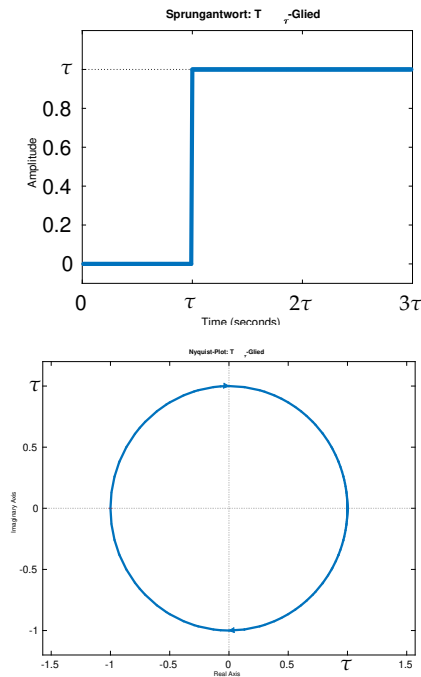 Sprungantwort: T τ-Glied
τ
0.8
0.6
0.4
0.2
0
Amplitude
0 τ 2τ 3τ
Time (seconds)
Nyquist-Plot: T τ-Glied
τ
0.5
0
-0.5
-1
Imaginary Axis
-1.5 -1 -0.5 0 0.5 τ 1.5
Real Axis